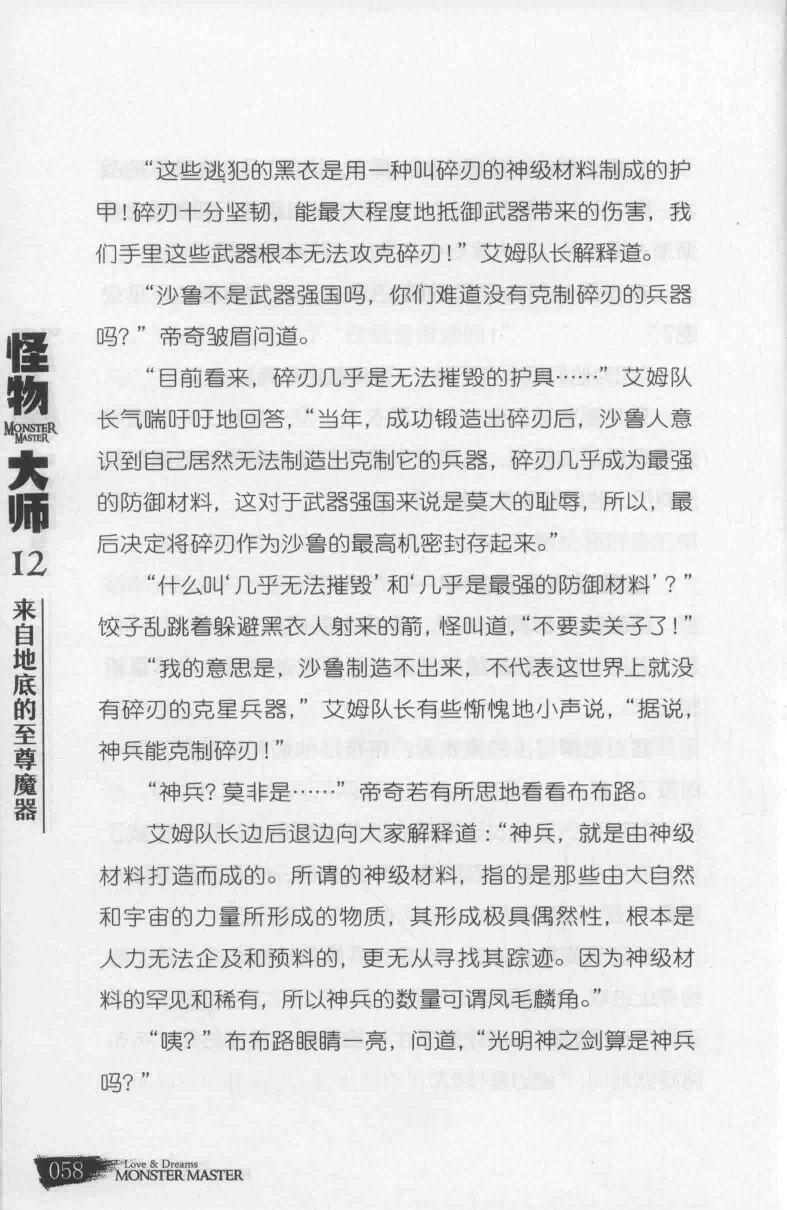 “这些逃犯的黑衣是用一种叫碎刃的神级材料制成的护
甲！碎刃十分坚韧，能最大程度地抵御武器带来的伤害，我
们手里这些武器根本无法攻克碎刃！”艾姆队长解释道。
“沙鲁不是武器强国吗，你们难道没有克制碎刃的兵器
吗？”帝奇皱眉问道。
“目前看来，碎刃几乎是无法摧毁的护具……”艾姆队
长气喘吁吁地回答，“当年，成功锻造出碎刃后，沙鲁人意
识到自己居然无法制造出克制它的兵器，碎刃几乎成为最强
的防御材料，这对于武器强国来说是莫大的耻辱，所以，最
后决定将碎刃作为沙鲁的最高机密封存起来。”
“什么叫‘几乎无法摧毁’和‘几乎是最强的防御材料’？”
饺子乱跳着躲避黑衣人射来的箭，怪叫道，“不要卖关子了！”
“我的意思是，沙鲁制造不出来，不代表这世界上就没
有碎刃的克星兵器，”艾姆队长有些惭愧地小声说，“据说，
神兵能克制碎刃！”
“神兵？莫非是……”帝奇若有所思地看看布布路。
艾姆队长边后退边向大家解释道：“神兵，就是由神级
材料打造而成的。所谓的神级材料，指的是那些由大自然
和宇宙的力量所形成的物质，其形成极具偶然性，根本是
人力无法企及和预料的，更无从寻找其踪迹。因为神级材
料的罕见和稀有，所以神兵的数量可谓凤毛麟角。”
“咦？”布布路眼睛一亮，问道，“光明神之剑算是神兵
吗？”
怪物
MONSTER
MASTER
大师
12
来自地底的至尊魔器
058
Love & Dreams
MONSTER MASTER